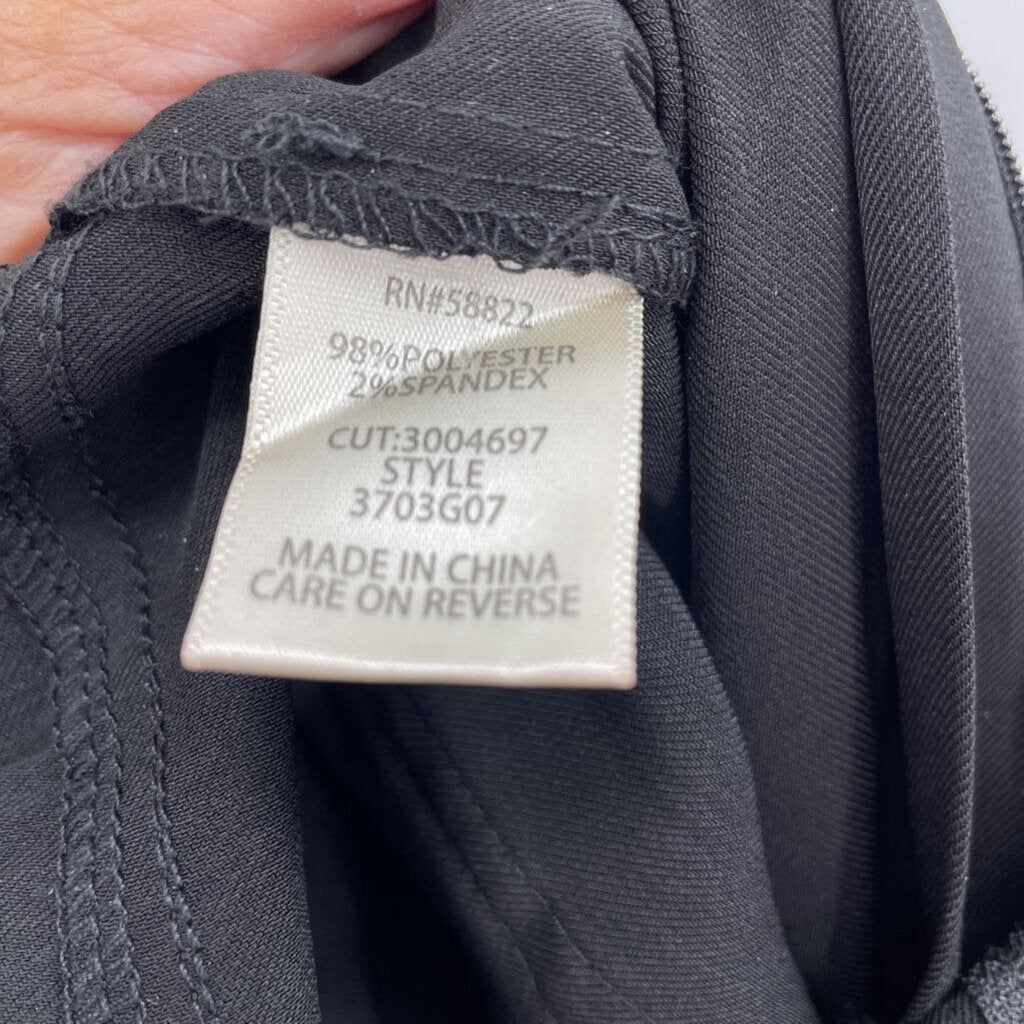 RN#58822
98%POLYESTER
2%SPANDEX
CUT:3004697
STYLE
3703G07
MADE IN CHINA
CARE ON REVERSE